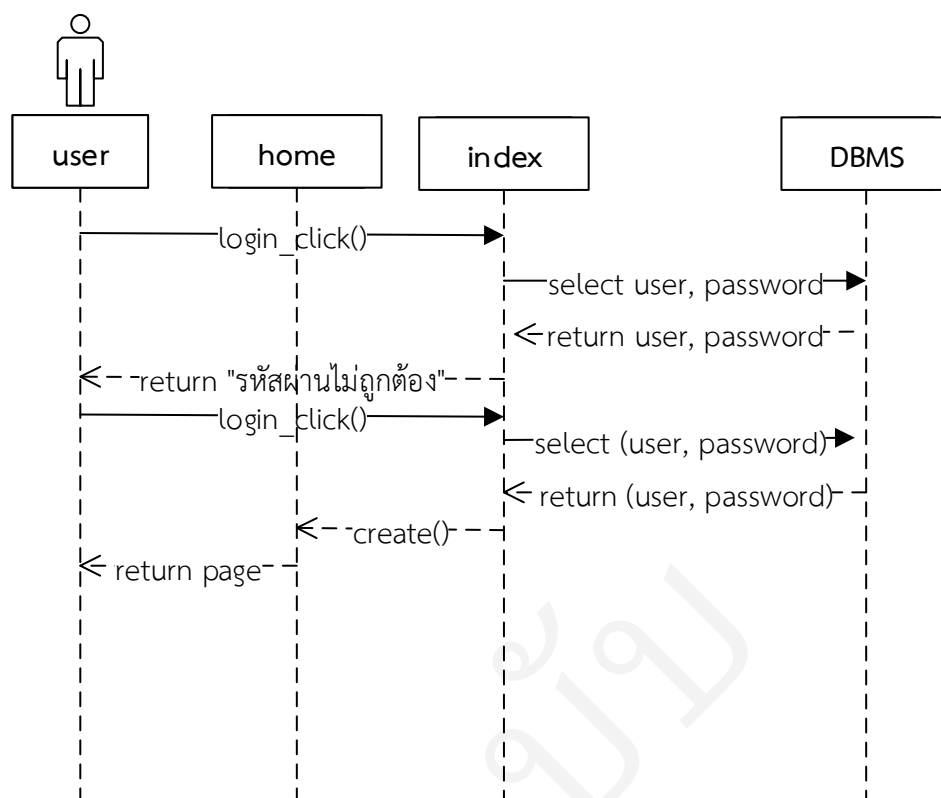 user
home
index
DBMS
login_click()
select user, password
return user, password
return "รหัสผ่านไม่ถูกต้อง"
login_click()
select (user, password)
return (user, password)
create()
return page